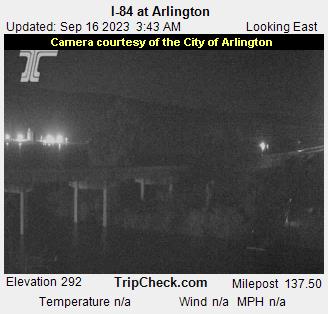 I-84 at Arlington
Updated: Sep 16 2023 3:43 AM Looking East
Camera courtesy of the City of Arlington
Elevation 292 TripCheck.com Milepost 137.50
Temperature n/a Wind n/a MPH n/a